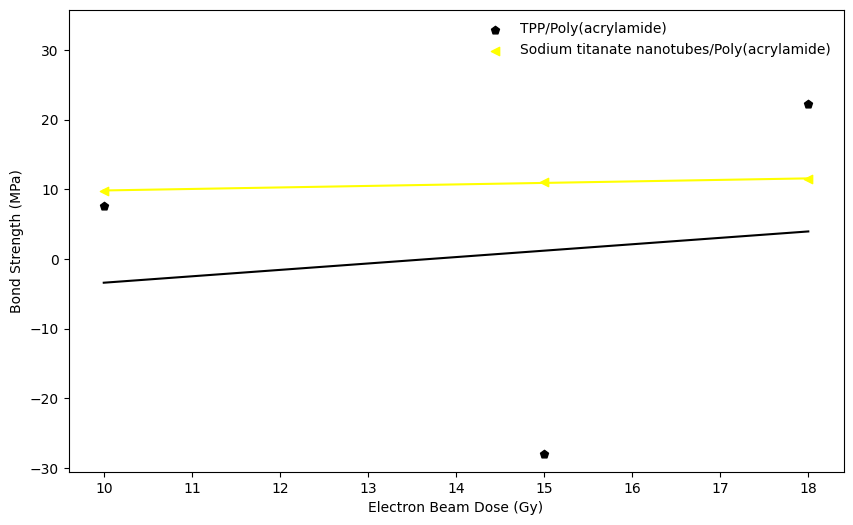 TPP/Poly(acrylamide)
Sodium titanate nanotubes/Poly(acrylamide)
30
20
10
0
−10
−20
−30
Bond Strength (MPa)
10 11 12 13 14 15 16 17 18
Electron Beam Dose (Gy)